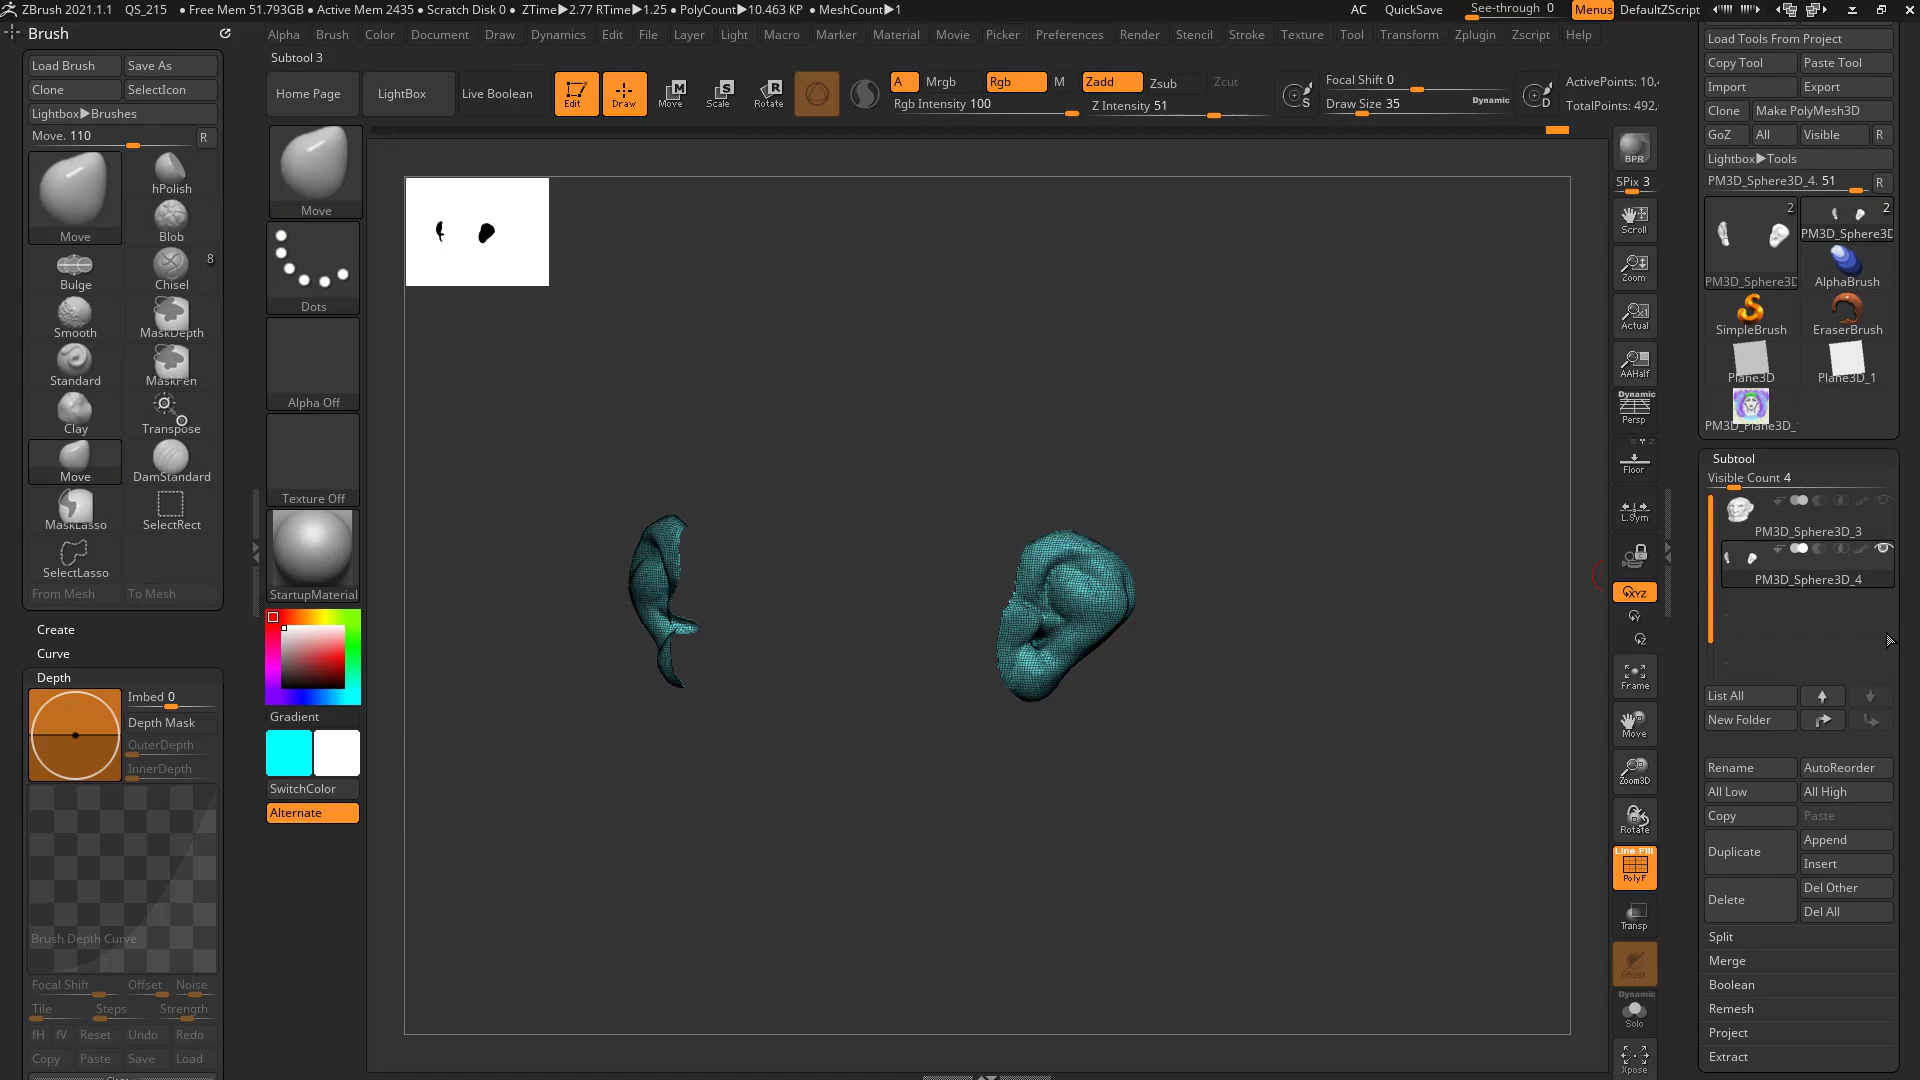 ZBrush 2021.1.1 QS_215 ● Free Mem 51.793GB ● Active Mem 2435 ● Scratch Disk 0 ● ZTime▶2.77 RTime▶1.25 ● PolyCount▶10.463 KP ● MeshCount▶1
AC QuickSave See-through 0 Menus DefaultZScript
Brush
Alpha Brush Color Document Draw Dynamics Edit File Layer Light Macro Marker Material Movie Picker Preferences Render Stencil Stroke Texture Tool Transform Zplugin Zscript Help
Subtool 3
Load Brush Save As
Clone SelectIcon
Lightbox▶Brushes
Move. 110 R
Move
hPolish
Blob
Bulge
Chisel 8
Smooth
MaskDepth
Standard
MaskPen
Clay
Transpose
Move
DamStandard
MaskLasso
SelectRect
SelectLasso
From Mesh To Mesh
Create
Curve
Depth
Imbed 0
Depth Mask
OuterDepth
InnerDepth
Brush Depth Curve
Focal Shift Offset Noise
Tile Steps Strength
fH fV Reset Undo Redo
Copy Paste Save Load
Home Page
LightBox
Live Boolean
Edit
Draw
Move
Scale
Rotate
A Mrgb Rgb M
Rgb Intensity 100
Zadd Zsub Zcut
Z Intensity 51
S
Focal Shift 0
Draw Size 35 Dynamic
D
ActivePoints: 10,4
TotalPoints: 492,
Move
Dots
Alpha Off
Texture Off
StartupMaterial
Gradient
SwitchColor
Alternate
BPR
SPix 3
Scroll
Zoom
Actual
AAHalf
Dynamic
Persp
Floor
L.Sym
XYZ
Frame
Move
Zoom3D
Rotate
Line Fill
PolyF
Transp
Ghost
Dynamic
Solo
Xpose
Load Tools From Project
Copy Tool Paste Tool
Import Export
Clone Make PolyMesh3D
GoZ All Visible R
Lightbox▶Tools
PM3D_Sphere3D_4. 51 R
2
PM3D_Sphere3D
2
PM3D_Sphere3D
AlphaBrush
SimpleBrush
EraserBrush
Plane3D
Plane3D_1
PM3D_Plane3D_
Subtool
Visible Count 4
PM3D_Sphere3D_3
PM3D_Sphere3D_4
List All
New Folder
Rename AutoReorder
All Low All High
Copy Paste
Duplicate
Append
Insert
Delete
Del Other
Del All
Split
Merge
Boolean
Remesh
Project
Extract